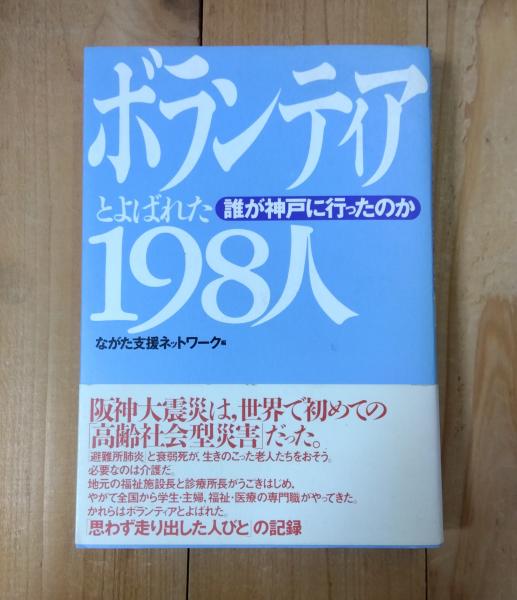 ボランティア
とよばれた 誰が神戸に行ったのか
198人
ながた支援ネットワーク編
阪神大震災は,世界で初めての
「高齢社会型災害」だった。
「避難所肺炎」と衰弱死が、生きのこった老人たちをおそう。
必要なのは介護だ。
地元の福祉施設長と診療所長がうごきはじめ、
やがて全国から学生・主婦、福祉・医療の専門職がやってきた。
かれらはボランティアとよばれた。
「思わず走り出した人びと」の記録